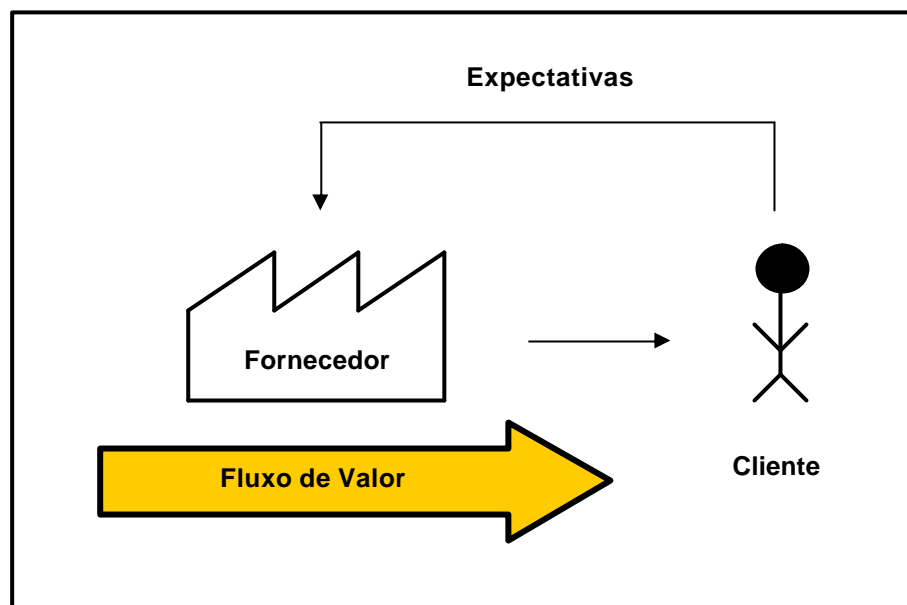 Expectativas
Fornecedor
Fluxo de Valor
Cliente